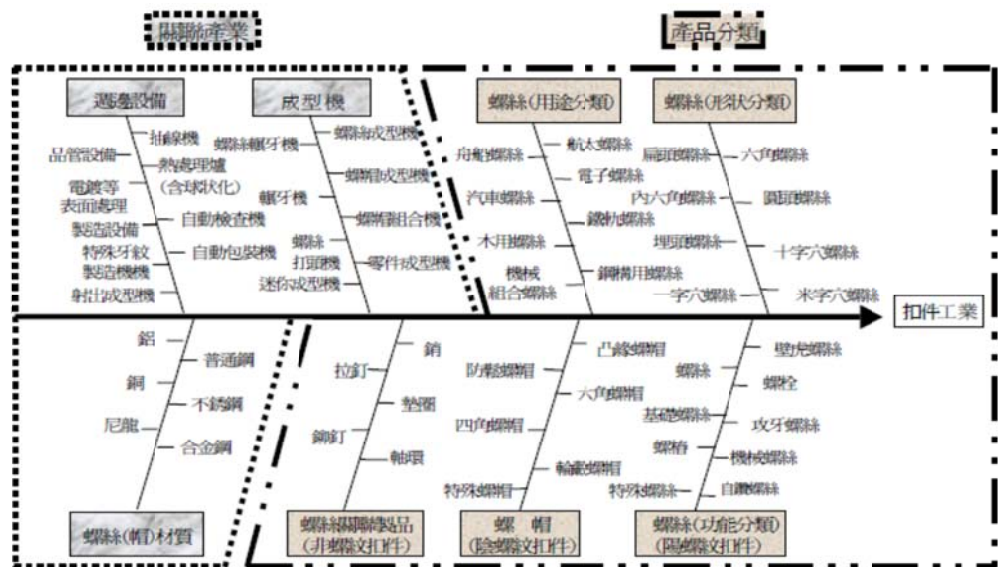 關聯產業
產品分類
週邊設備
抽線機
品管設備
熱處理爐
(含球狀化)
電鍍等
表面處理
自動檢查機
製造設備
特殊牙紋
製造機機
自動包裝機
射出成型機
成型機
螺絲成型機
螺絲輾牙機
螺帽成型機
輾牙機
螺帽組合機
螺絲
打頭機
零件成型機
迷你成型機
螺絲(用途分類)
航太螺絲
舟船螺絲
電子螺絲
汽車螺絲
鐵軌螺絲
木用螺絲
機械
組合螺絲
鋼構用螺絲
螺絲(形狀分類)
扁頭螺絲
六角螺絲
內六角螺絲
圓頭螺絲
埋頭螺絲
十字穴螺絲
一字穴螺絲
米字穴螺絲
扣件工業
鋁
普通鋼
銅
不銹鋼
尼龍
合金鋼
螺絲(帽)材質
銷
拉釘
墊圈
鉚釘
軸環
螺絲關聯製品
(非螺紋扣件)
凸緣螺帽
防鬆螺帽
六角螺帽
四角螺帽
輪轂螺帽
特殊螺帽
螺 帽
(陰螺紋扣件)
壁虎螺絲
螺絲
螺栓
基礎螺絲
攻牙螺絲
螺樁
機械螺絲
特殊螺絲
自鑽螺絲
螺絲(功能分類)
(陽螺紋扣件)